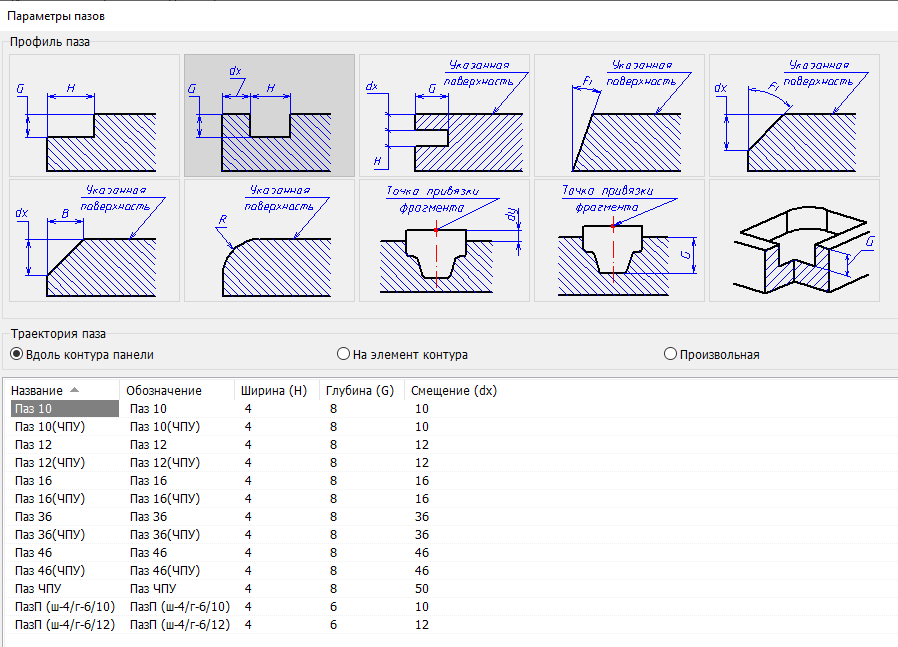 Параметры пазов
Профиль паза
G H
G dx H
Указанная поверхность
dx G H
Указанная поверхность
Fi
Указанная поверхность
dx Fi
Указанная поверхность
dx B
Указанная поверхность
R
Точка привязки фрагмента
dy
Точка привязки фрагмента
G
G
Траектория паза
Вдоль контура панели На элемент контура Произвольная
Название Обозначение Ширина (H) Глубина (G) Смещение (dx)
Паз 10 Паз 10 4 8 10
Паз 10(ЧПУ) Паз 10(ЧПУ) 4 8 10
Паз 12 Паз 12 4 8 12
Паз 12(ЧПУ) Паз 12(ЧПУ) 4 8 12
Паз 16 Паз 16 4 8 16
Паз 16(ЧПУ) Паз 16(ЧПУ) 4 8 16
Паз 36 Паз 36 4 8 36
Паз 36(ЧПУ) Паз 36(ЧПУ) 4 8 36
Паз 46 Паз 46 4 8 46
Паз 46(ЧПУ) Паз 46(ЧПУ) 4 8 46
Паз ЧПУ Паз ЧПУ 4 8 50
ПазП (ш-4/г-6/10) ПазП (ш-4/г-6/10) 4 6 10
ПазП (ш-4/г-6/12) ПазП (ш-4/г-6/12) 4 6 12